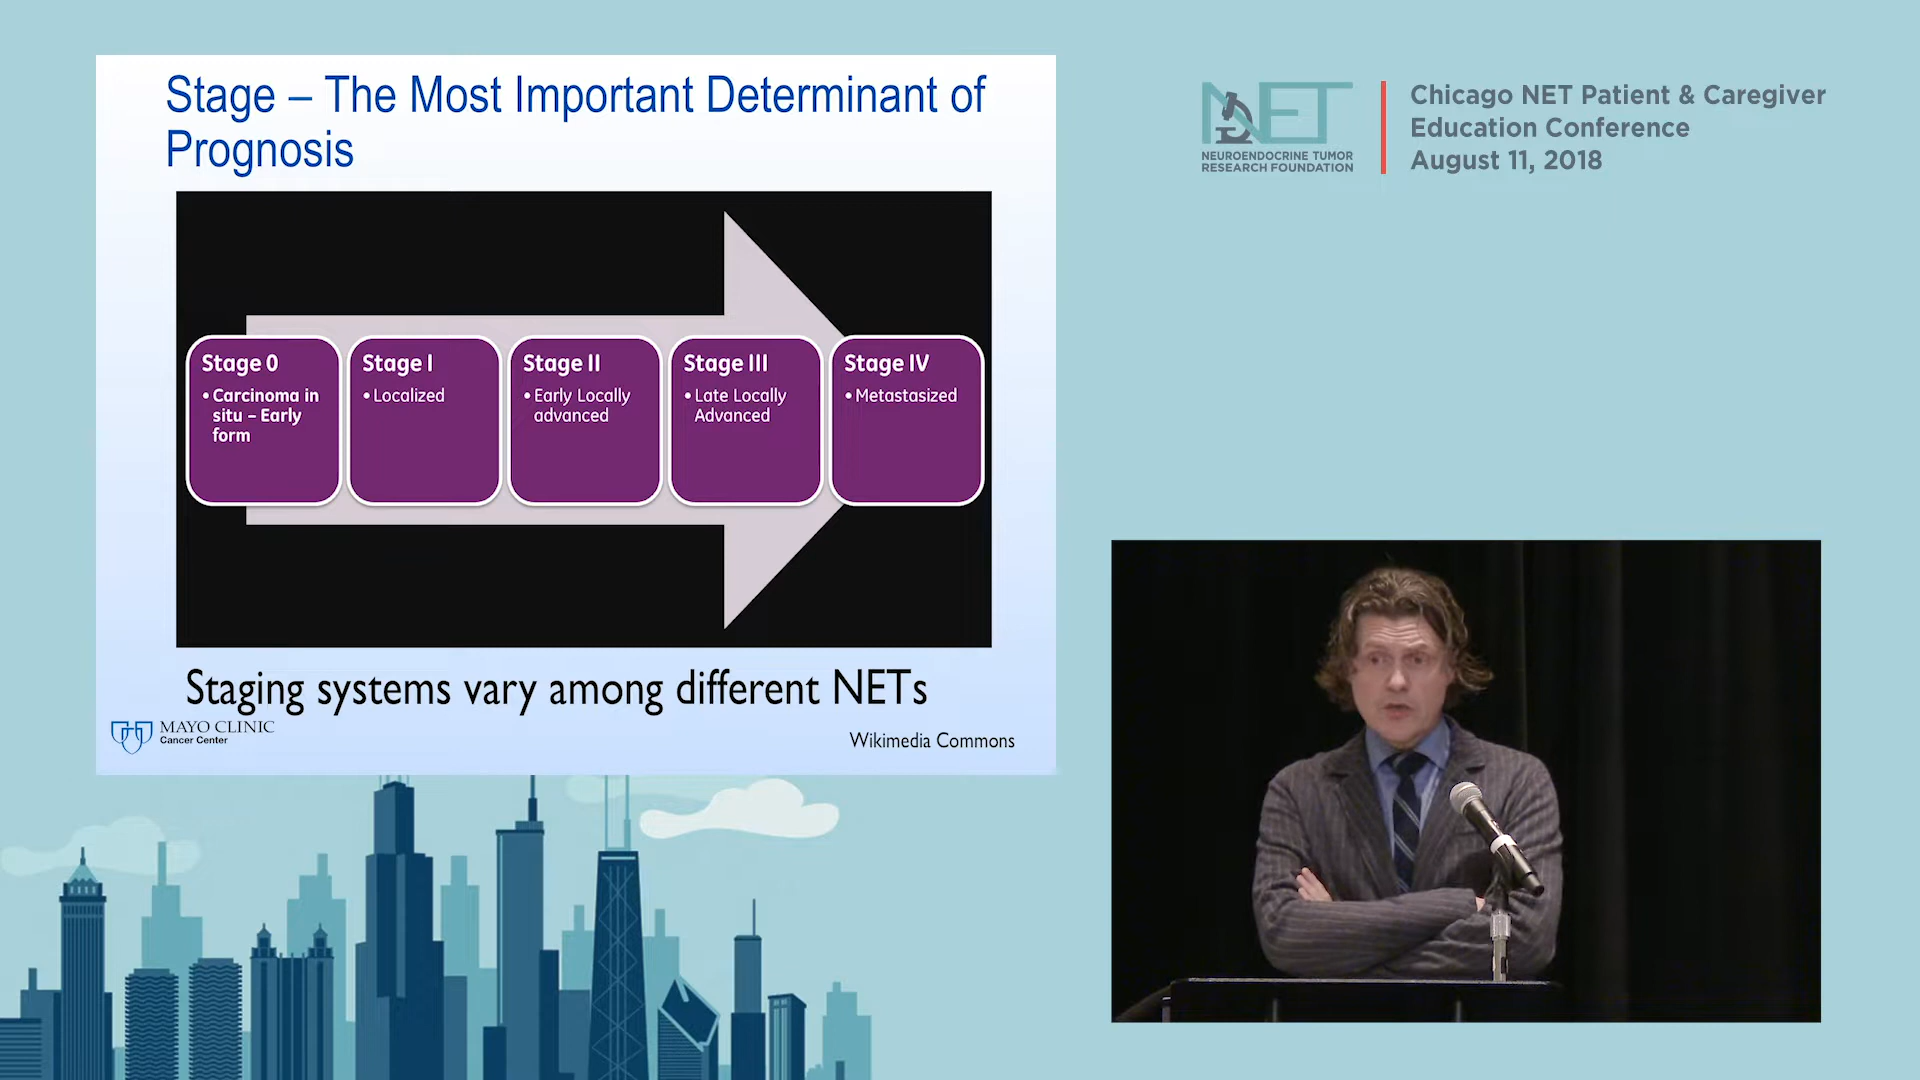 Stage – The Most Important Determinant of
Prognosis
Stage 0
• Carcinoma in
situ – Early
form
Stage I
• Localized
Stage II
• Early Locally
advanced
Stage III
• Late Locally
Advanced
Stage IV
• Metastasized
Staging systems vary among different NETs
MAYO CLINIC
Cancer Center
Wikimedia Commons
NET
NEUROENDOCRINE TUMOR
RESEARCH FOUNDATION
Chicago NET Patient & Caregiver
Education Conference
August 11, 2018